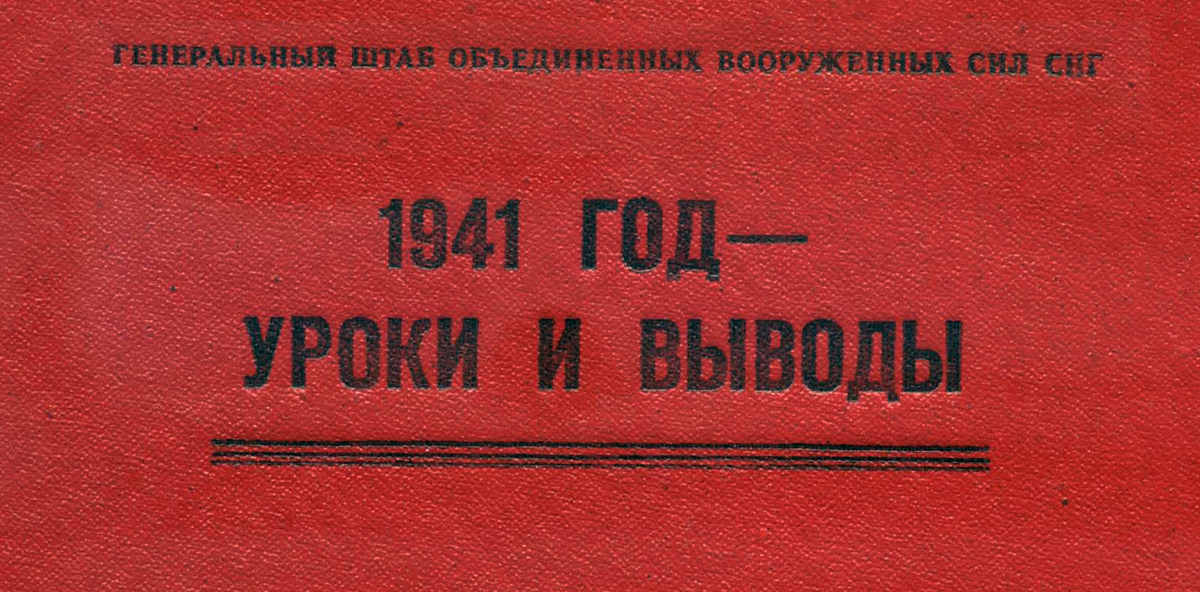 ГЕНЕРАЛЬНЫЙ ШТАБ ОБЪЕДИНЕННЫХ ВООРУЖЕННЫХ СИЛ СНГ
1941 ГОД—
УРОКИ И ВЫВОДЫ